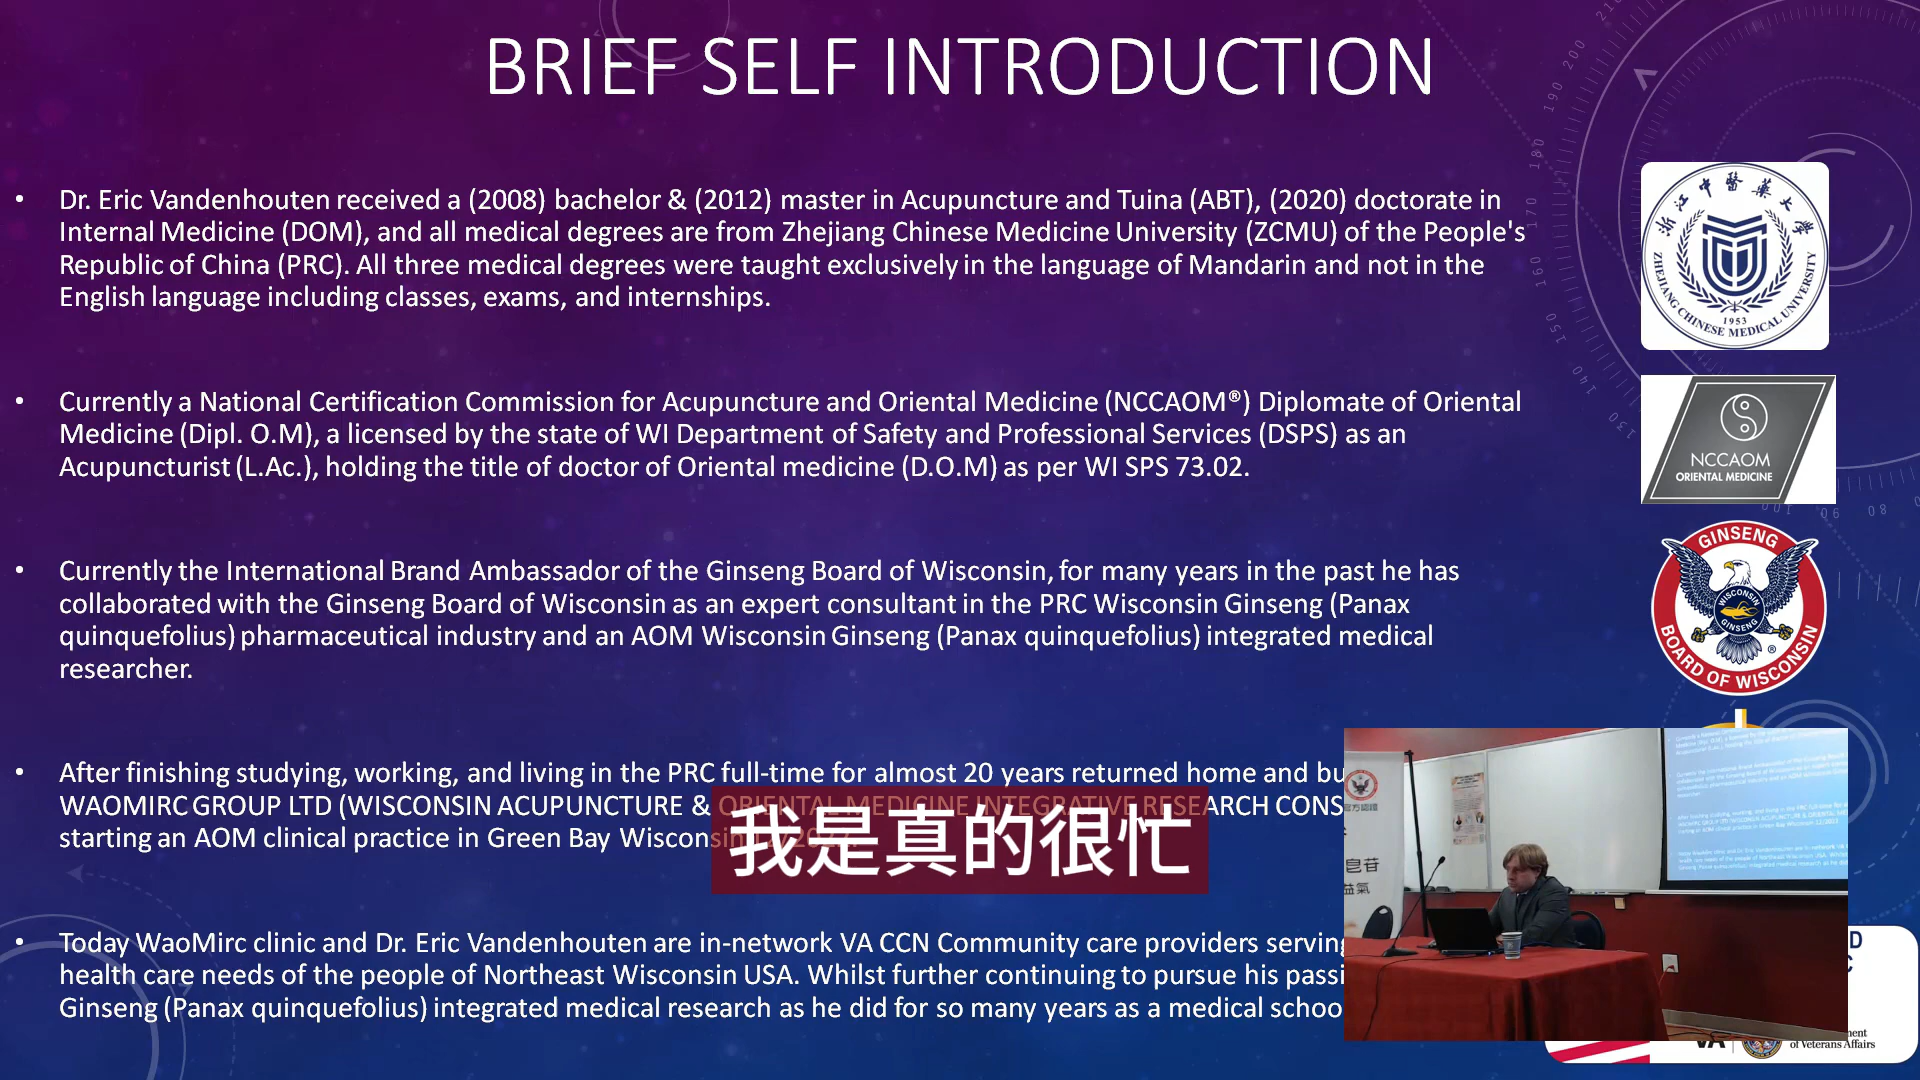 BRIEF SELF INTRODUCTION
• Dr. Eric Vandenhouten received a (2008) bachelor & (2012) master in Acupuncture and Tuina (ABT), (2020) doctorate in
Internal Medicine (DOM), and all medical degrees are from Zhejiang Chinese Medicine University (ZCMU) of the People's
Republic of China (PRC). All three medical degrees were taught exclusively in the language of Mandarin and not in the
English language including classes, exams, and internships.
浙江中醫藥大學
ZHEJIANG CHINESE MEDICAL UNIVERSITY
1953
• Currently a National Certification Commission for Acupuncture and Oriental Medicine (NCCAOM®) Diplomate of Oriental
Medicine (Dipl. O.M), a licensed by the state of WI Department of Safety and Professional Services (DSPS) as an
Acupuncturist (L.Ac.), holding the title of doctor of Oriental medicine (D.O.M) as per WI SPS 73.02.
NCCAOM
ORIENTAL MEDICINE
• Currently the International Brand Ambassador of the Ginseng Board of Wisconsin, for many years in the past he has
collaborated with the Ginseng Board of Wisconsin as an expert consultant in the PRC Wisconsin Ginseng (Panax
quinquefolius) pharmaceutical industry and an AOM Wisconsin Ginseng (Panax quinquefolius) integrated medical
researcher.
GINSENG
WISCONSIN
GINSENG
BOARD OF WISCONSIN
®
• After finishing studying, working, and living in the PRC full-time for almost 20 years returned home and bu
WAOMIRC GROUP LTD (WISCONSIN ACUPUNCTURE & ORIENTAL MEDICINE INTEGRATIVE RESEARCH CONS
starting an AOM clinical practice in Green Bay Wisconsin
我是真的很忙
• Today WaoMirc clinic and Dr. Eric Vandenhouten are in-network VA CCN Community care providers serving
health care needs of the people of Northeast Wisconsin USA. Whilst further continuing to pursue his passi
Ginseng (Panax quinquefolius) integrated medical research as he did for so many years as a medical schoo
皂苷
益氣
D
C
VA
of Veterans Affairs